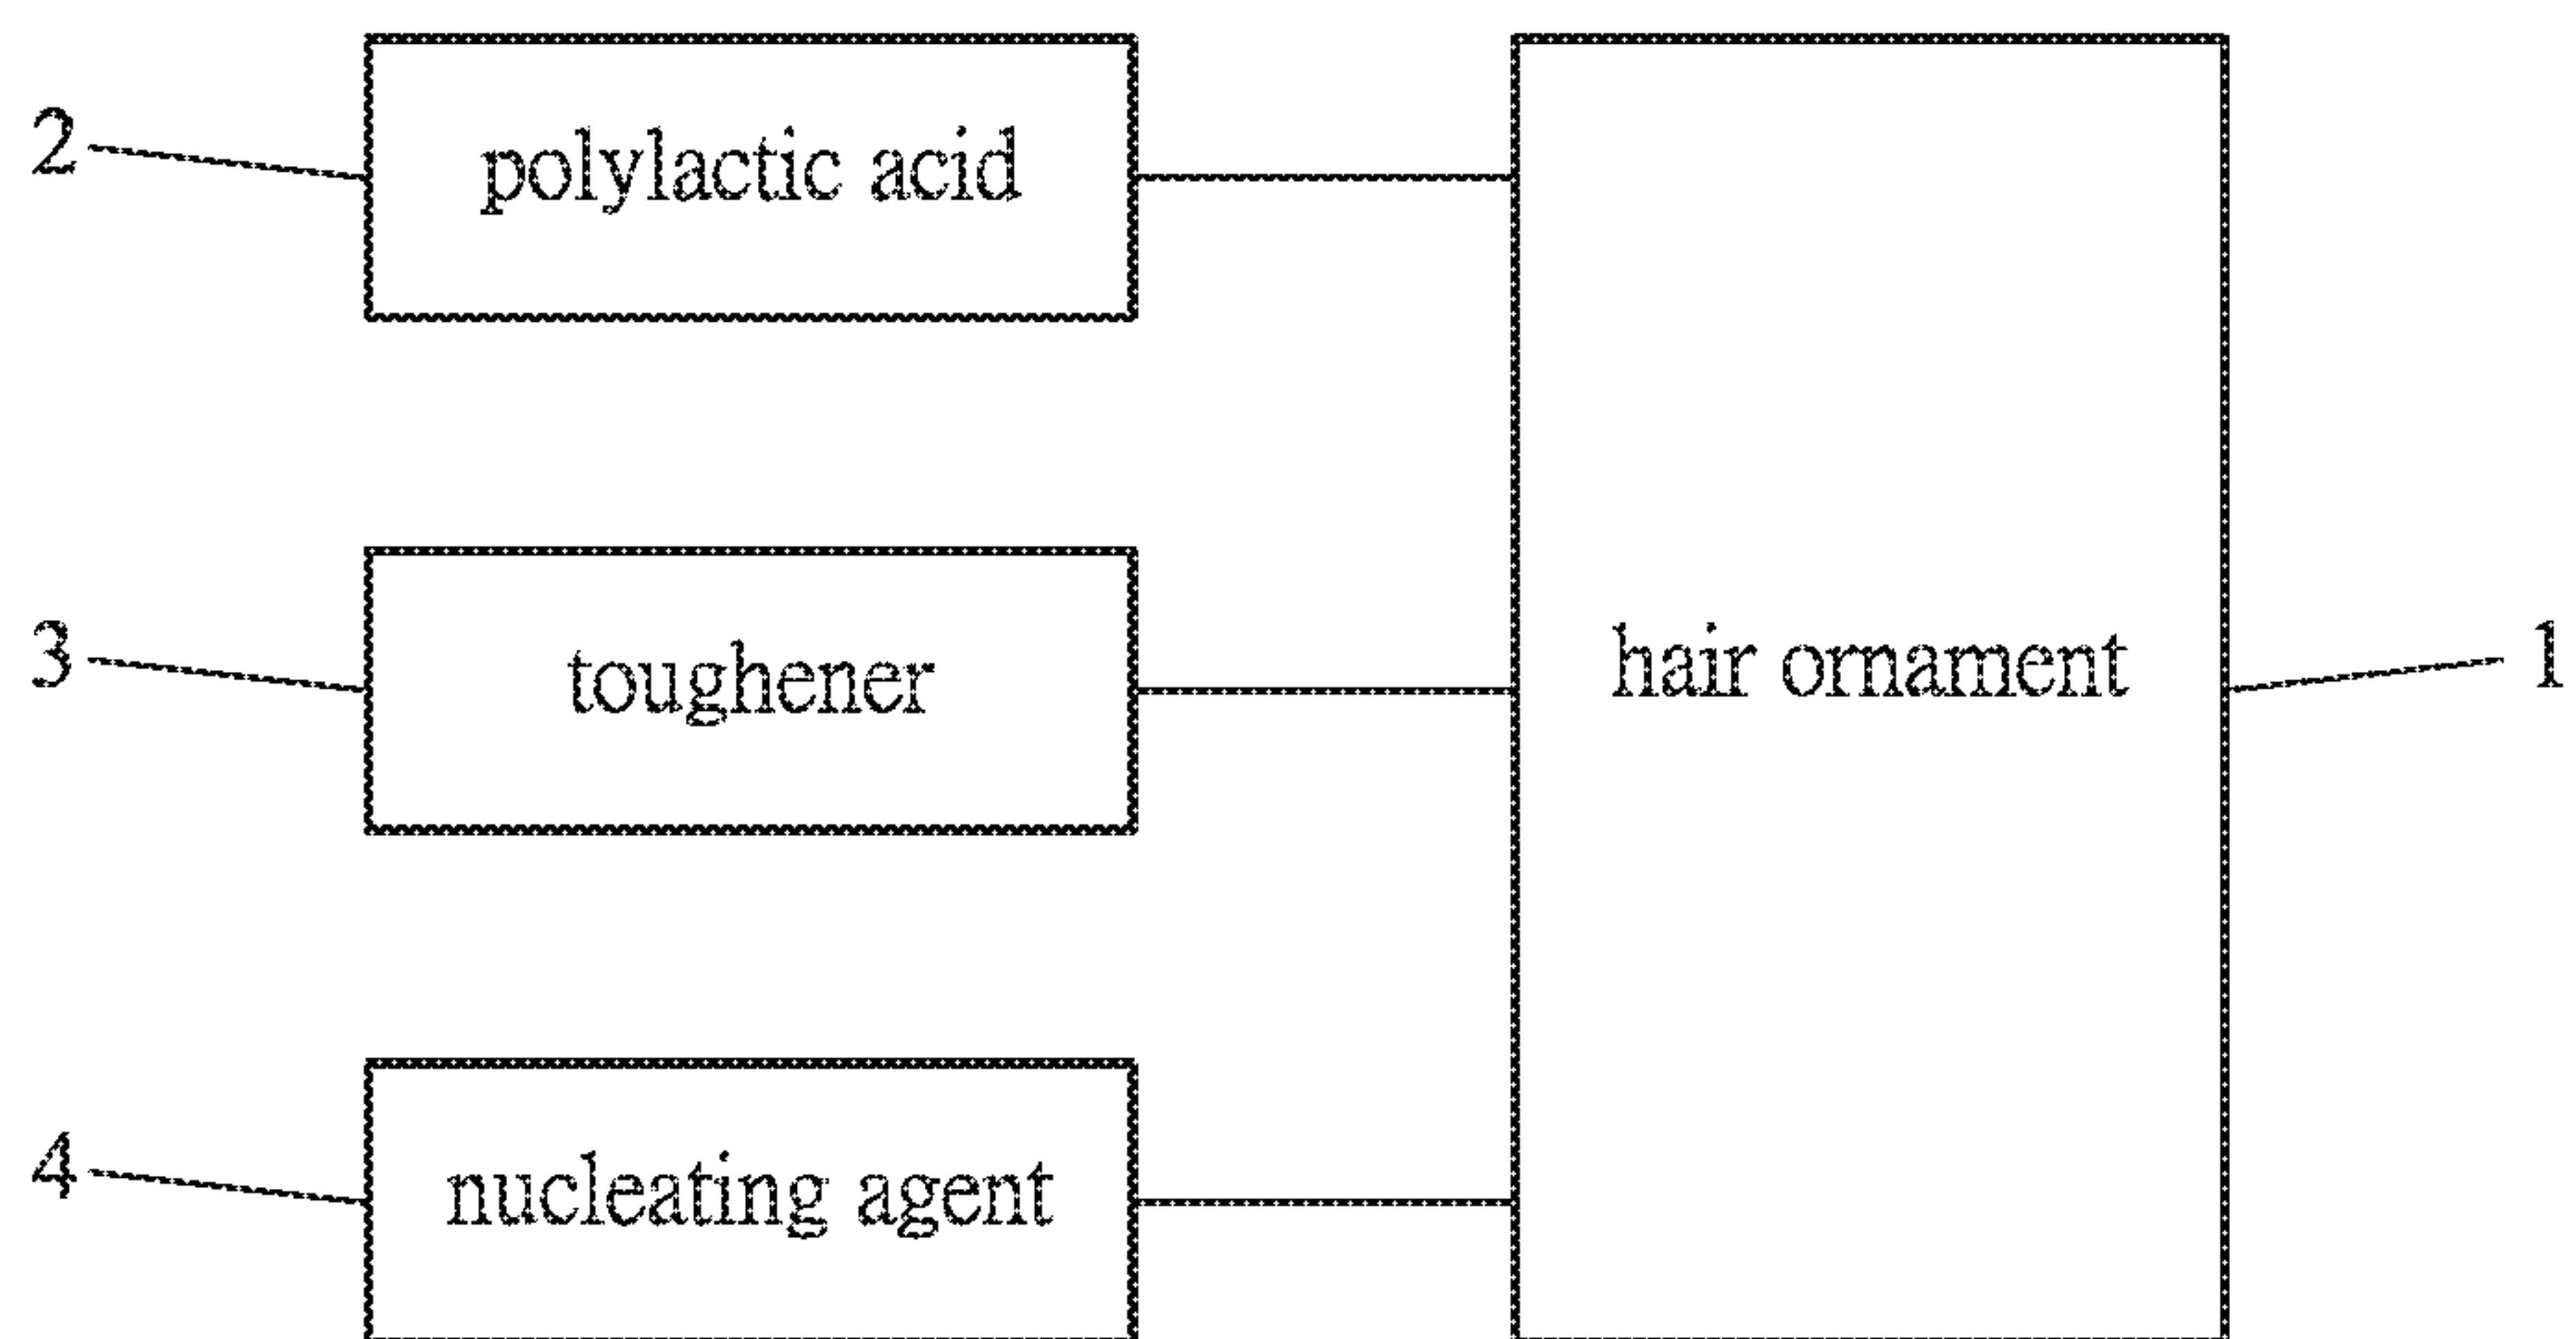 2
polylactic acid
3
toughener
hair ornament
1
4
nucleating agent